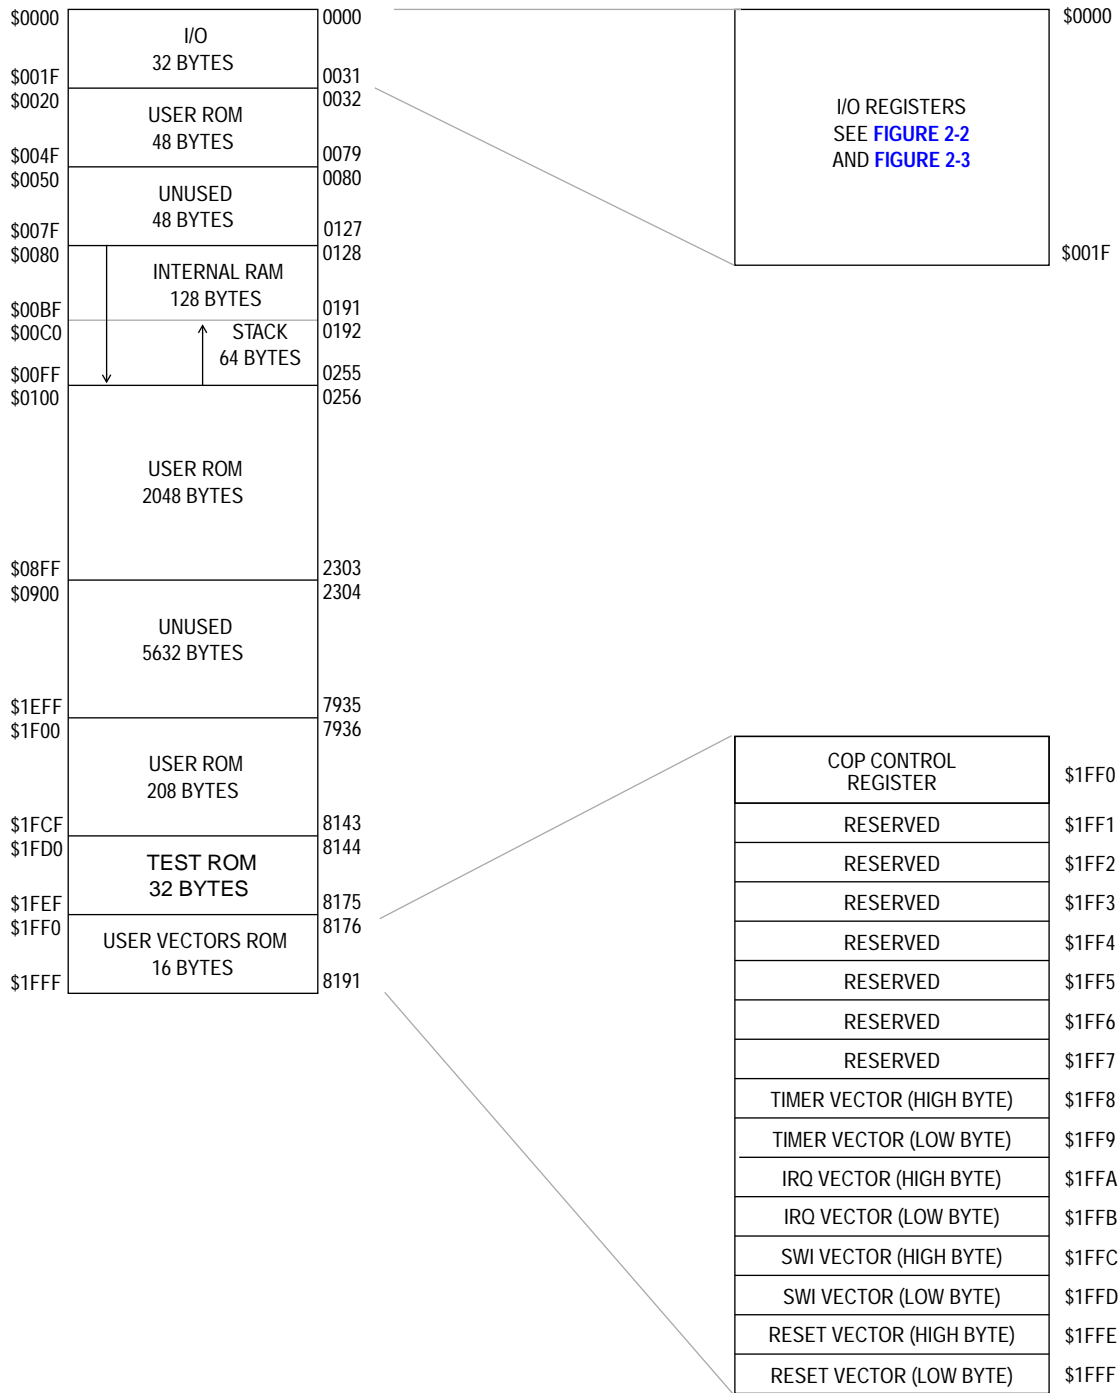 $0000 0000
I/O
32 BYTES
$001F 0031
$0020 0032
USER ROM
48 BYTES
$004F 0079
$0050 0080
UNUSED
48 BYTES
$007F 0127
$0080 0128
INTERNAL RAM
128 BYTES
$00BF 0191
$00C0 0192
STACK
64 BYTES
$00FF 0255
$0100 0256
USER ROM
2048 BYTES
$08FF 2303
$0900 2304
UNUSED
5632 BYTES
$1EFF 7935
$1F00 7936
USER ROM
208 BYTES
$1FCF 8143
$1FD0 8144
TEST ROM
32 BYTES
$1FEF 8175
$1FF0 8176
USER VECTORS ROM
16 BYTES
$1FFF 8191
$0000
I/O REGISTERS
SEE FIGURE 2-2
AND FIGURE 2-3
$001F
COP CONTROL
REGISTER $1FF0
RESERVED $1FF1
RESERVED $1FF2
RESERVED $1FF3
RESERVED $1FF4
RESERVED $1FF5
RESERVED $1FF6
RESERVED $1FF7
TIMER VECTOR (HIGH BYTE) $1FF8
TIMER VECTOR (LOW BYTE) $1FF9
IRQ VECTOR (HIGH BYTE) $1FFA
IRQ VECTOR (LOW BYTE) $1FFB
SWI VECTOR (HIGH BYTE) $1FFC
SWI VECTOR (LOW BYTE) $1FFD
RESET VECTOR (HIGH BYTE) $1FFE
RESET VECTOR (LOW BYTE) $1FFF